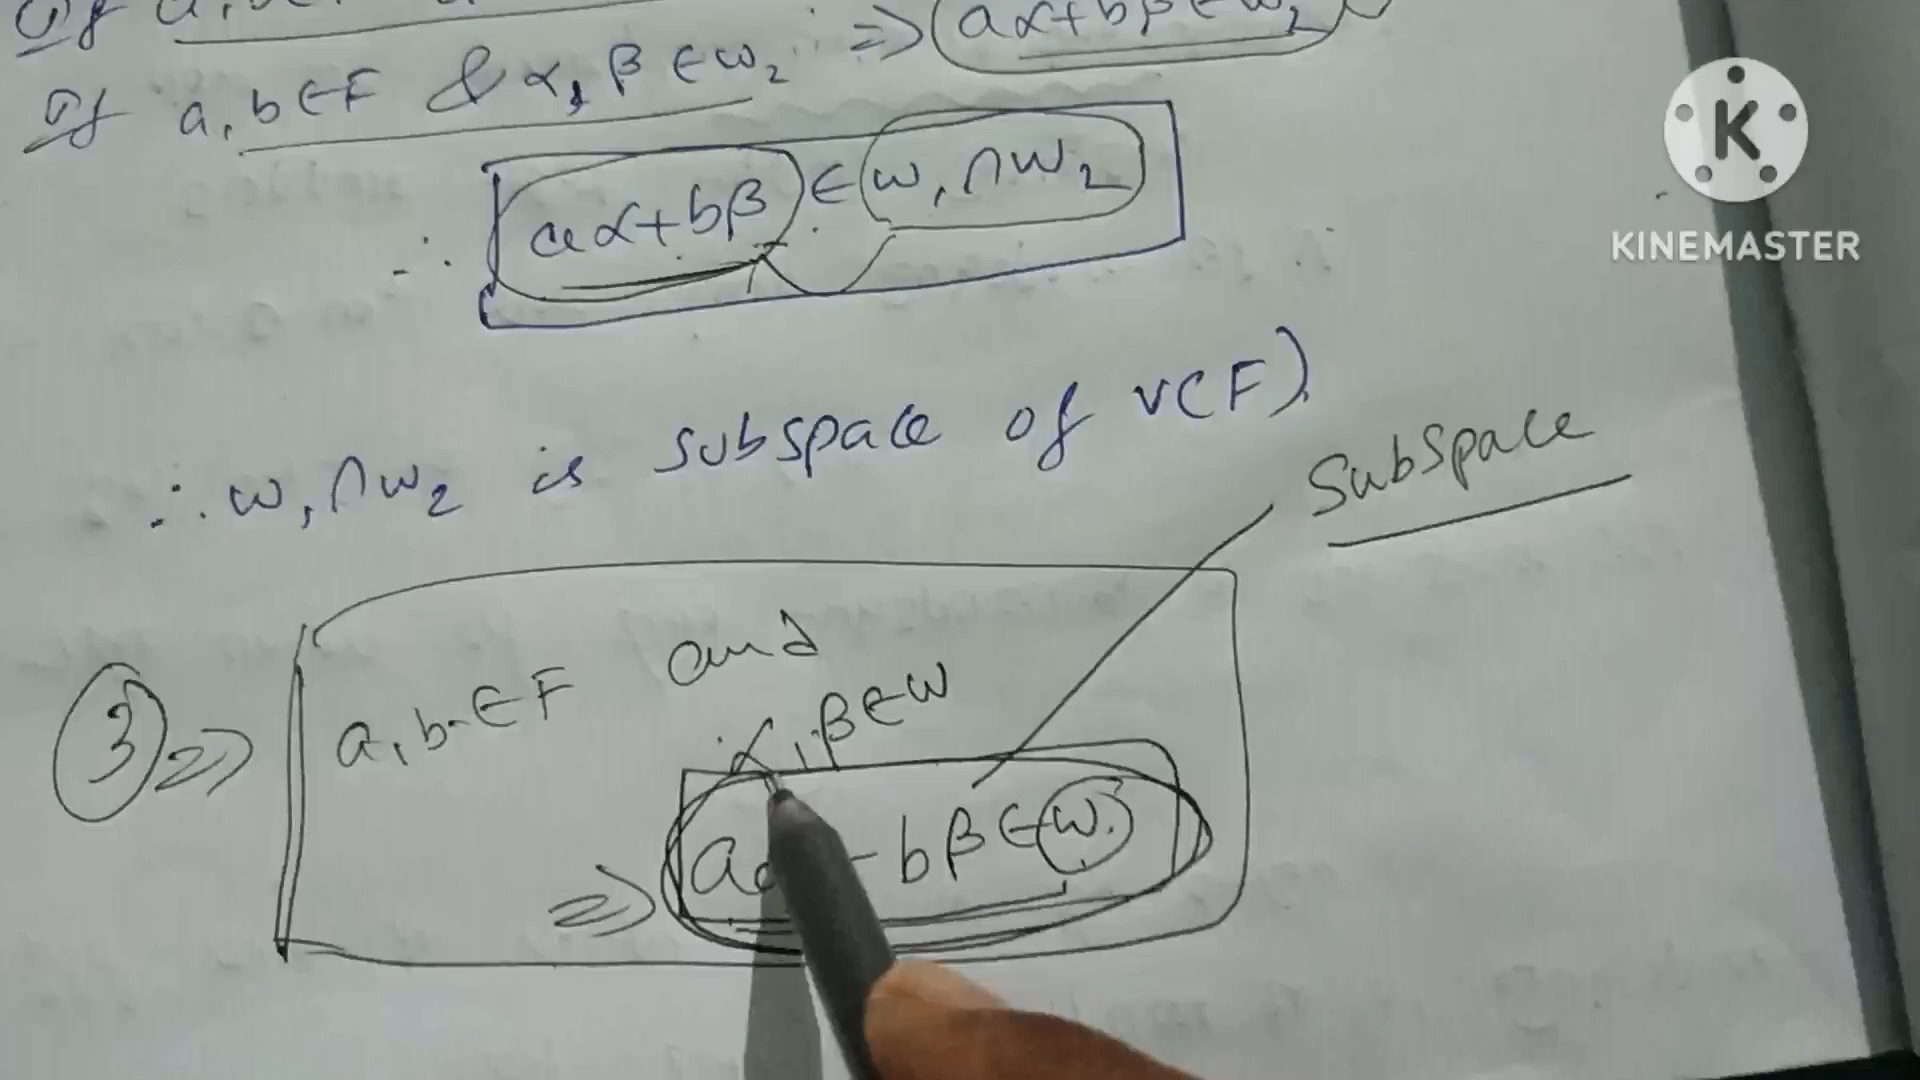 If a, b ∈ F & α, β ∈ W₂ ⇒ aα+bβ ∈ W₂
∴ aα+bβ ∈ W₁∩W₂
∴ W₁∩W₂ is subspace of V(F).
Subspace
③ ⇒ a, b ∈ F and
α, β ∈ W
⇒ aα + bβ ∈ W
K
KINEMASTER